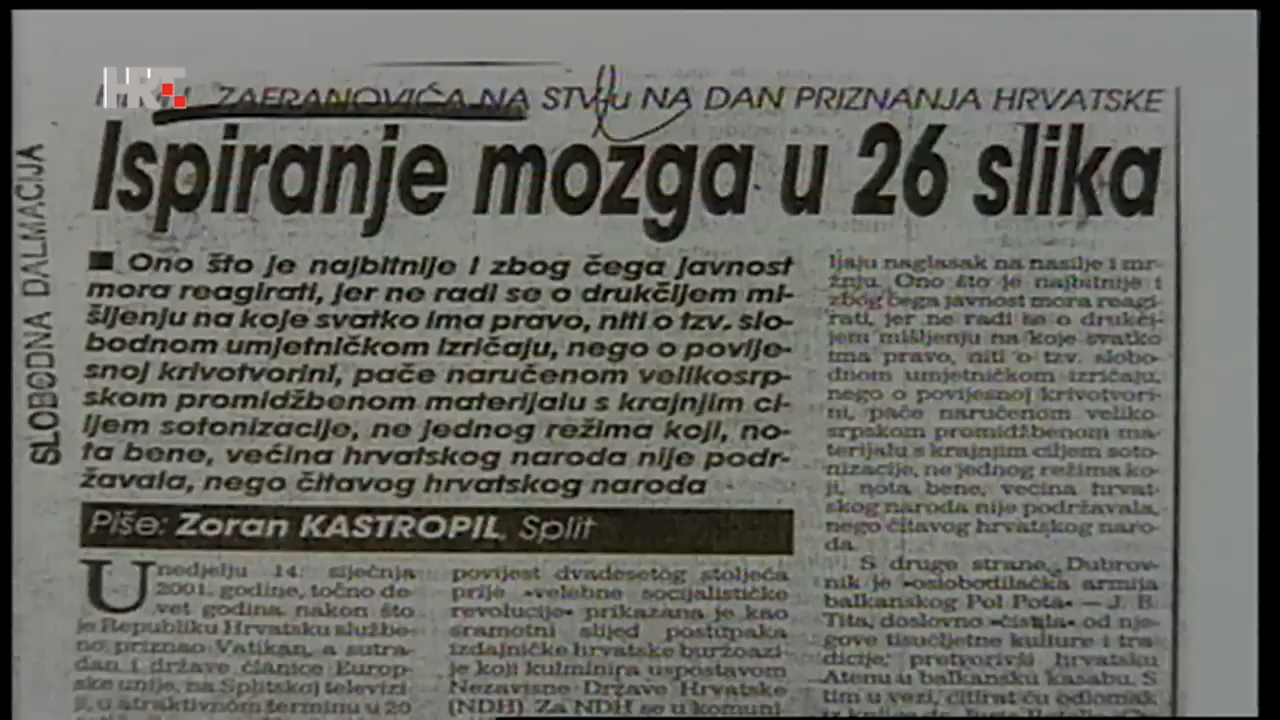 HRT
ZAFRANOVIĆA NA STV-u NA DAN PRIZNANJA HRVATSKE
Ispiranje mozga u 26 slika
SLOBODNA DALMACIJA
■ Ono što je najbitnije i zbog čega javnost
mora reagirati, jer ne radi se o drukčijem mi-
šljenju na koje svatko ima pravo, niti o tzv. slo-
bodnom umjetničkom izričaju, nego o povije-
snoj krivotvorini, pače naručenom velikosrp-
skom promidžbenom materijalu s krajnjim ci-
ljem sotonizacije, ne jednog režima koji, no-
ta bene, većina hrvatskog naroda nije podr-
žavala, nego čitavog hrvatskog naroda
Piše: Zoran KASTROPIL, Split
U nedjelju 14. siječnja
2001. godine, točno de-
vet godina nakon što
je Republiku Hrvatsku službe-
no priznao Vatikan, a sutra-
dan i države članice Europ-
ske unije, na Splitskoj televizi
ji, u atraktivnom terminu u 20
povijest dvadesetog stoljeća
prije »velebne socijalističke
revolucije« prikazana je kao
sramotni slijed postupaka
izdajničke hrvatske buržoazi-
je koji kulminira uspostavom
Nezavisne Države Hrvatske
(NDH). Za NDH se u komuni
ljaju naglasak na nasilje i mr-
žnju. Ono što je najbitnije i
zbog čega javnost mora reagi-
rati, jer ne radi se o drukči-
jem mišljenju na koje svatko
ima pravo, niti o tzv. slobo-
dnom umjetničkom izričaju,
nego o povijesnoj krivotvori-
ni, pače naručenom veliko-
srpskom promidžbenom ma-
terijalu s krajnjim ciljem soto-
nizacije, ne jednog režima ko-
ji, nota bene, većina hrvat-
skog naroda nije podržavala,
nego čitavog hrvatskog naro-
da.
S druge strane, Dubrov-
nik je »oslobodilačka armija
balkanskog Pol Pota« — J. B.
Tita, doslovno »čistila« od nje-
gove tisućljetne kulture i tra-
dicije, pretvorivši hrvatsku
Atenu u balkansku kasabu. S
tim u vezi, citirat ću odlomak
iz knjige dr.